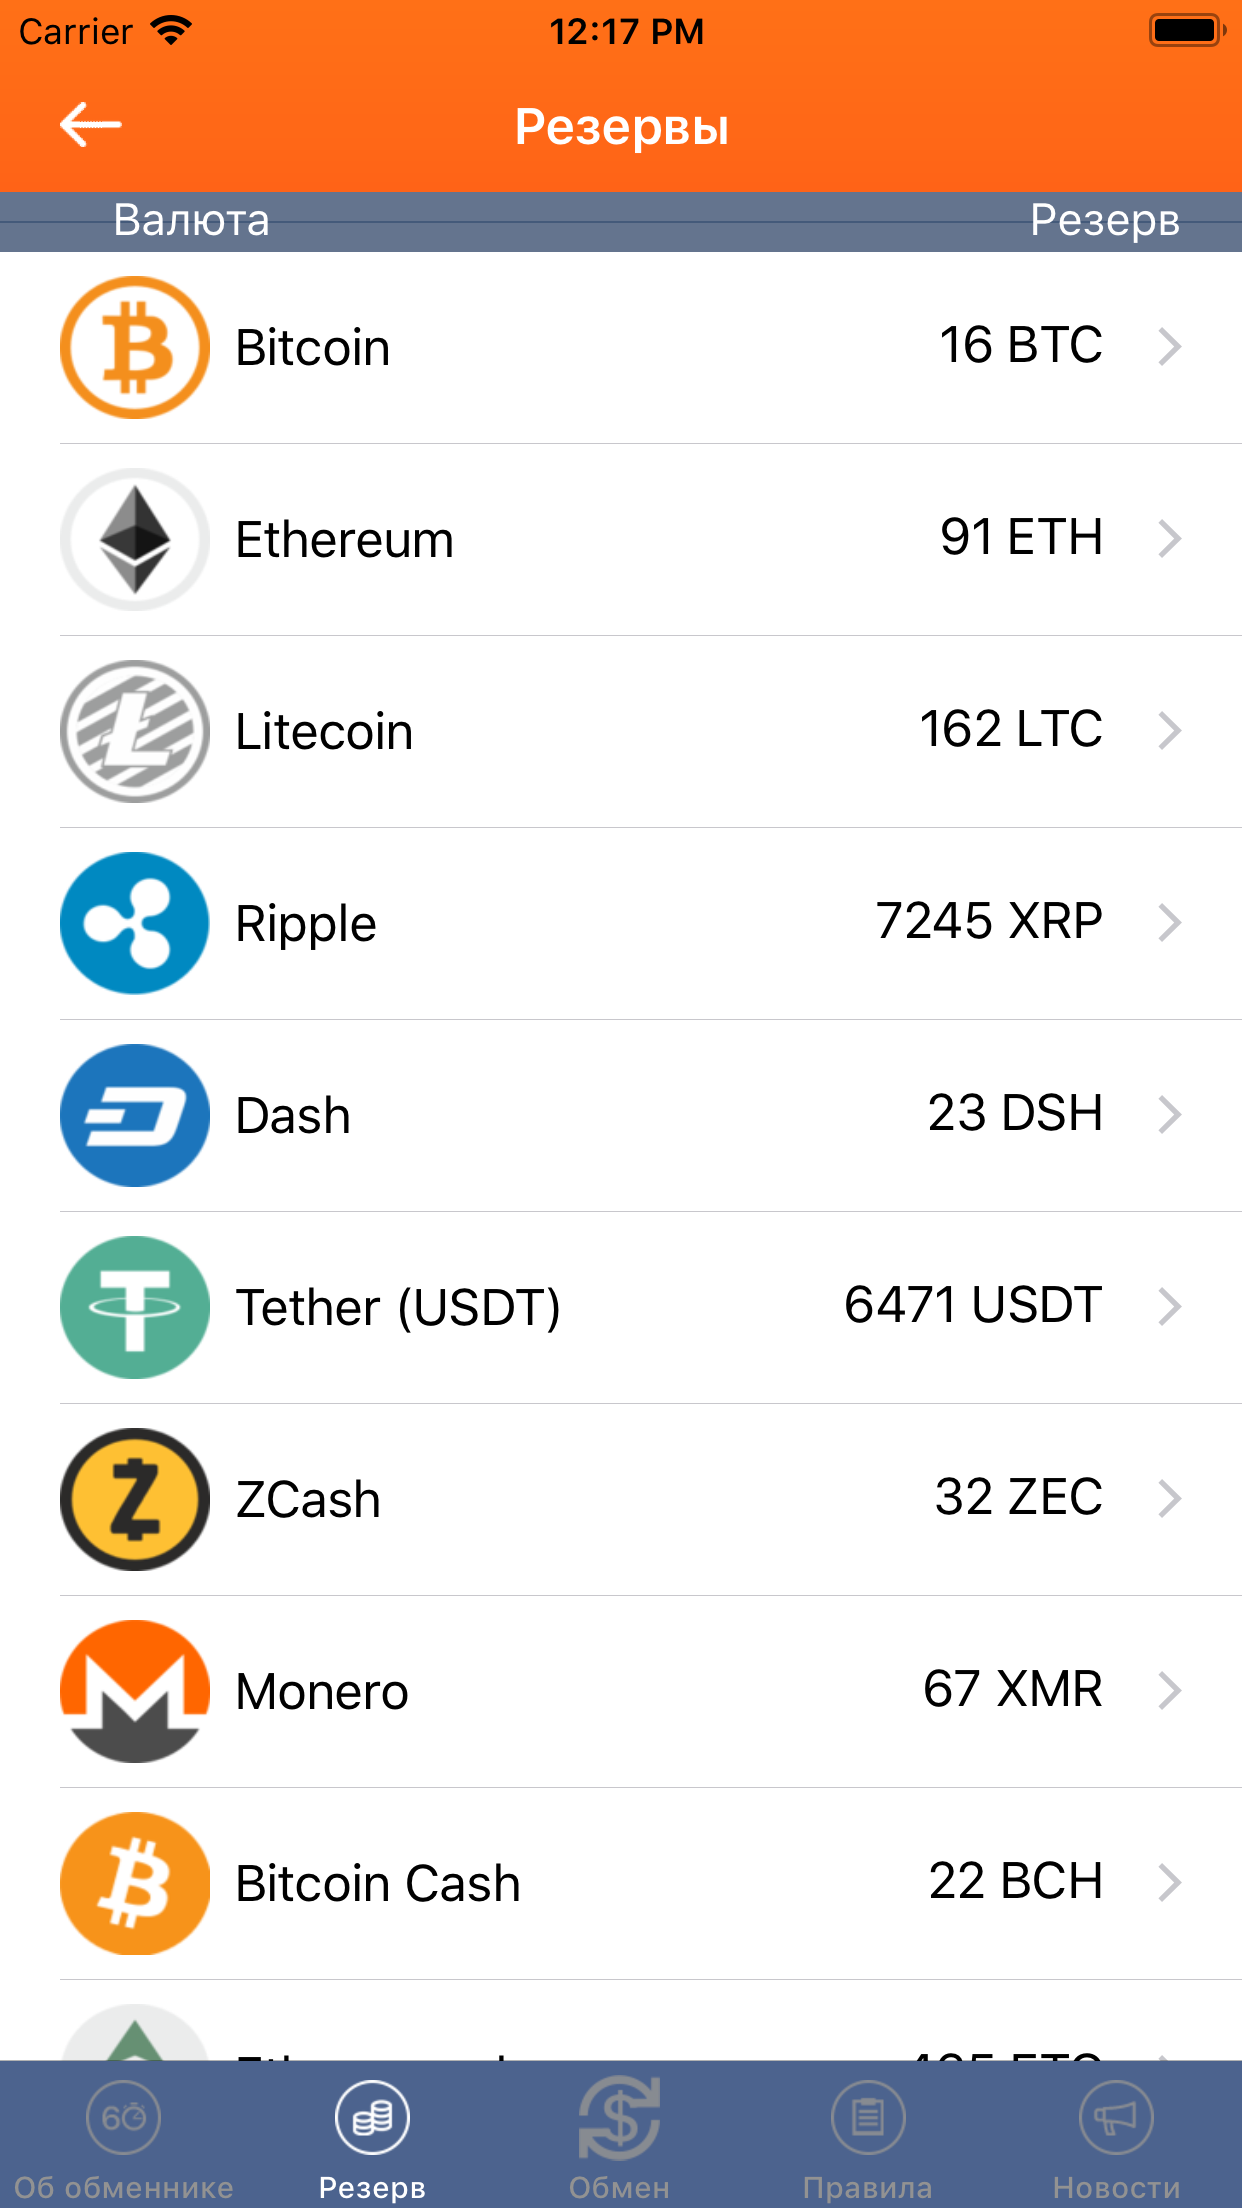 Carrier 12:17 PM
Резервы
Валюта Резерв
Bitcoin 16 BTC
Ethereum 91 ETH
Litecoin 162 LTC
Ripple 7245 XRP
Dash 23 DSH
Tether (USDT) 6471 USDT
ZCash 32 ZEC
Monero 67 XMR
Bitcoin Cash 22 BCH
Об обменнике Резерв Обмен Правила Новости